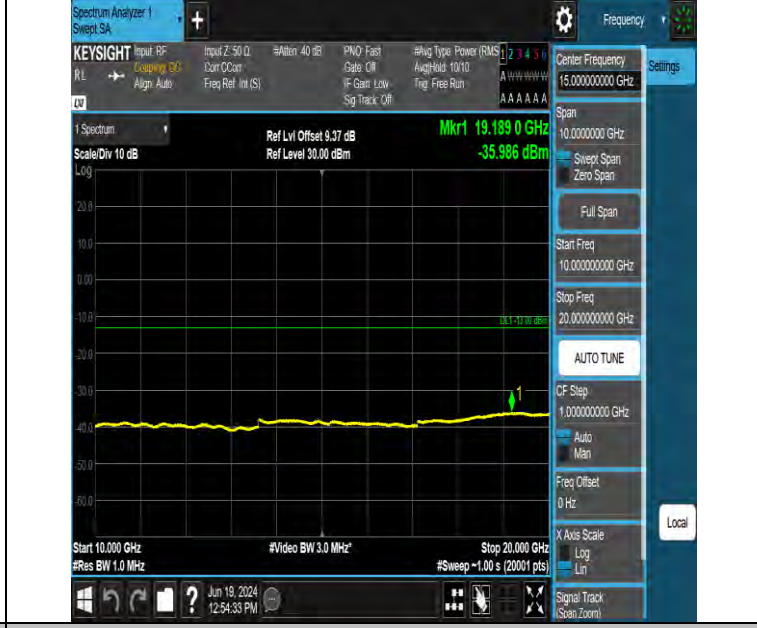 Spectrum Analyzer 1
Swept SA
+
Frequency
KEYSIGHT
RL
LXI
Input: RF
Coupling: DC
Align: Auto
Input Z: 50 Ω
Corr CCorr
Freq Ref: Int (S)
#Atten: 40 dB
PNO: Fast
Gate: Off
IF Gain: Low
Sig Track: Off
#Avg Type: Power (RMS
Avg|Hold: 10/10
Trig: Free Run
1 2 3 4 5 6
A W W W W W
A A A A A A
1 Spectrum
Scale/Div 10 dB
Ref Lvl Offset 9.37 dB
Ref Level 30.00 dBm
Mkr1 19.189 0 GHz
-35.986 dBm
Log
20.0
10.0
0.00
-10.0
-20.0
-30.0
-40.0
-50.0
-60.0
DL1 -13.00 dBm
1
Start 10.000 GHz
#Res BW 1.0 MHz
#Video BW 3.0 MHz*
Stop 20.000 GHz
#Sweep ~1.00 s (20001 pts)
Jun 19, 2024
12:54:33 PM
Center Frequency
15.000000000 GHz
Settings
Span
10.0000000 GHz
Swept Span
Zero Span
Full Span
Start Freq
10.000000000 GHz
Stop Freq
20.000000000 GHz
AUTO TUNE
CF Step
1.000000000 GHz
Auto
Man
Freq Offset
0 Hz
X Axis Scale
Log
Lin
Local
Signal Track
(Span Zoom)